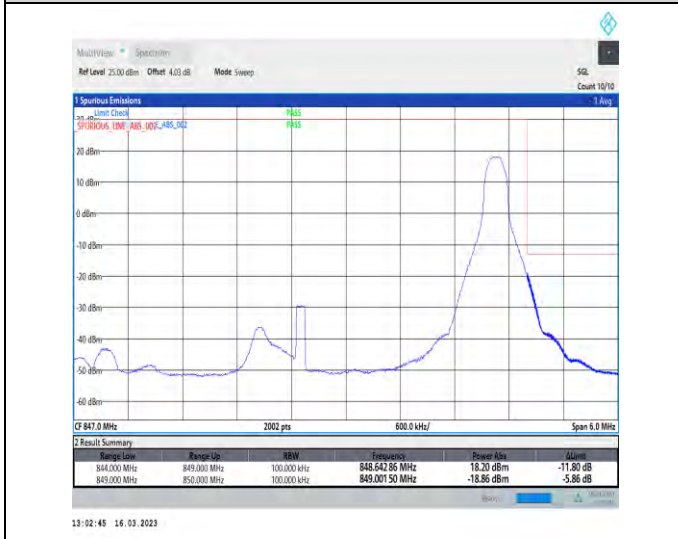 MultiView Spectrum
Ref Level 25.00 dBm Offset 4.03 dB Mode Sweep SGL
Count 10/10
1 Spurious Emissions 1 Avg
Limit Check PASS
PASS
20 dBm
10 dBm
0 dBm
-10 dBm
-20 dBm
-30 dBm
-40 dBm
-50 dBm
-60 dBm
CF 847.0 MHz 2002 pts 600.0 kHz/ Span 6.0 MHz
2 Result Summary
Range Low Range Up RBW Frequency Power Abs ΔLimit
844.000 MHz 849.000 MHz 100.000 kHz 848.642 86 MHz 18.20 dBm -11.80 dB
849.000 MHz 850.000 MHz 100.000 kHz 849.001 50 MHz -18.86 dBm -5.86 dB
13:02:45 16.03.2023